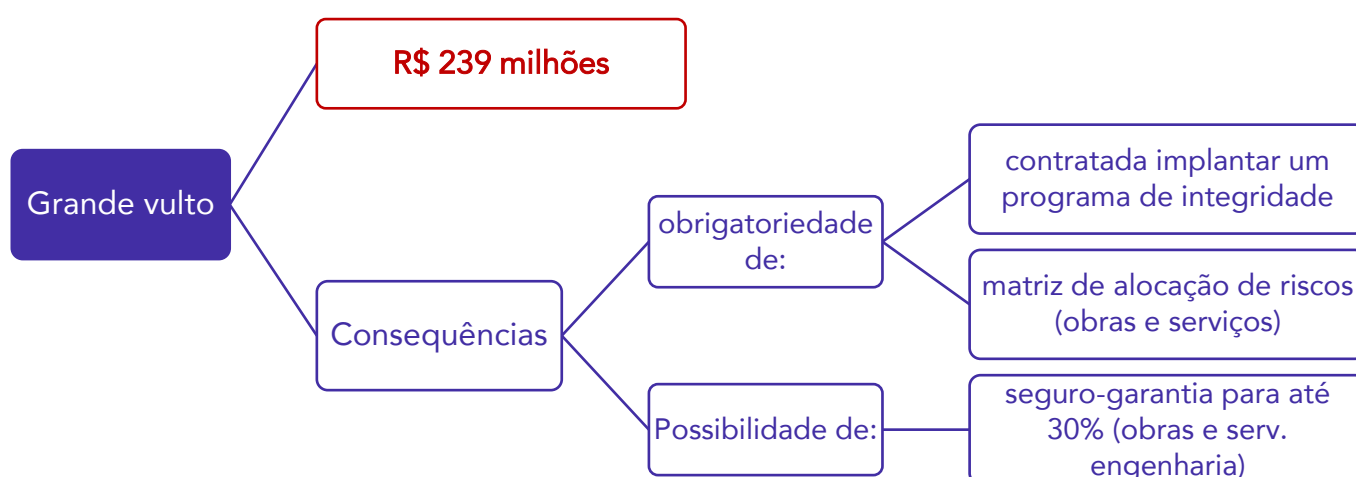 R$ 239 milhões
Grande vulto
Consequências
obrigatoriedade
de:
contratada implantar um
programa de integridade
matriz de alocação de riscos
(obras e serviços)
Possibilidade de:
seguro-garantia para até
30% (obras e serv.
engenharia)